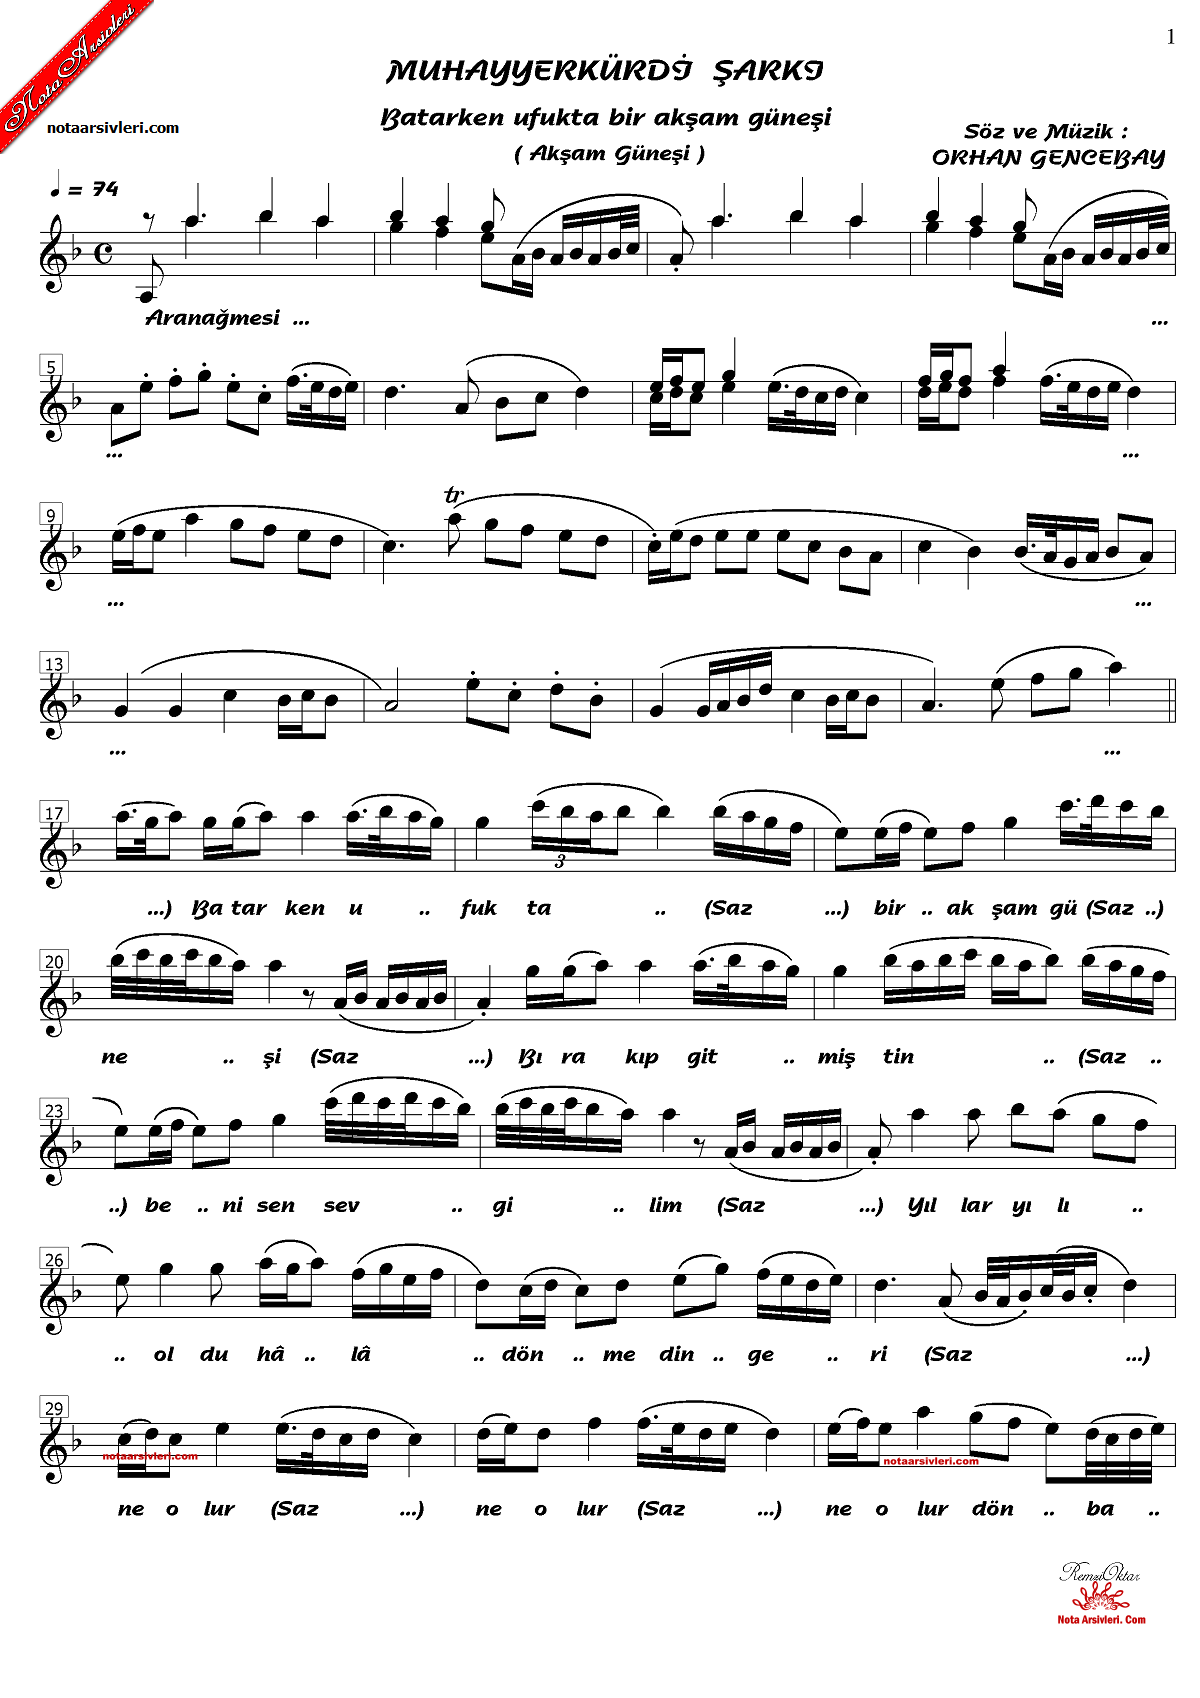 Nota Arsivleri
1
MUHAYYERKÜRDİ ŞARKI
notaarsivleri.com
Batarken ufukta bir akşam güneşi
( Akşam Güneşi )
Söz ve Müzik :
ORHAN GENCEBAY
= 74
Aranağmesi ... ...
5
... ...
9
tr
... ...
13
... ...
17
3
...) Ba tar ken u .. fuk ta .. (Saz ...) bir .. ak şam gü (Saz ..)
20
ne .. şi (Saz ...) Bı ra kıp git .. miş tin .. (Saz ..
23
..) be .. ni sen sev .. gi .. lim (Saz ...) Yıl lar yı lı ..
26
.. ol du hâ .. lâ .. dön .. me din .. ge .. ri (Saz ...)
29
notaarsivleri.com
notaarsivleri.com
ne o lur (Saz ...) ne o lur (Saz ...) ne o lur dön .. ba ..
Remzi Oktar
Nota Arsivleri. Com